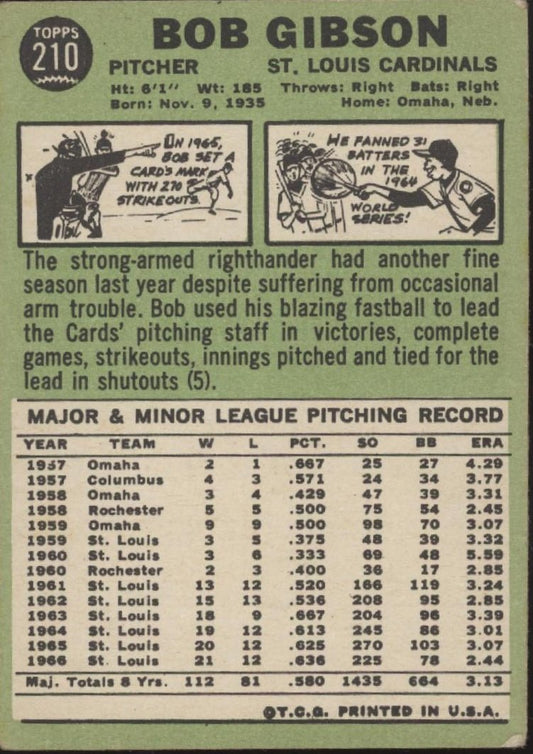 TOPPS
210
BOB GIBSON
PITCHER ST. LOUIS CARDINALS
Ht: 6'1" Wt: 185 Throws: Right Bats: Right
Born: Nov. 9, 1935 Home: Omaha, Neb.
ON 1965,
BOB SET A
CARDS MARK
WITH 270
STRIKEOUTS.
WE FANNED 31
BATTERS
IN THE
1964
WORLD
SERIES!
The strong-armed righthander had another fine
season last year despite suffering from occasional
arm trouble. Bob used his blazing fastball to lead
the Cards' pitching staff in victories, complete
games, strikeouts, innings pitched and tied for the
lead in shutouts (5).
MAJOR & MINOR LEAGUE PITCHING RECORD
YEAR TEAM W L PCT. SO BB ERA
1957 Omaha 2 1 .667 25 27 4.29
1957 Columbus 4 3 .571 24 34 3.77
1958 Omaha 3 4 .429 47 39 3.31
1958 Rochester 5 5 .500 75 54 2.45
1959 Omaha 9 9 .500 98 70 3.07
1959 St. Louis 3 5 .375 48 39 3.32
1960 St. Louis 3 6 .333 69 48 5.59
1960 Rochester 2 3 .400 36 17 2.85
1961 St. Louis 13 12 .520 166 119 3.24
1962 St. Louis 15 13 .536 208 95 2.85
1963 St. Louis 18 9 .667 204 96 3.39
1964 St. Louis 19 12 .613 245 86 3.01
1965 St. Louis 20 12 .625 270 103 3.07
1966 St. Louis 21 12 .636 225 78 2.44
Maj. Totals 8 Yrs. 112 81 .580 1435 664 3.13
©T.C.G. PRINTED IN U.S.A.